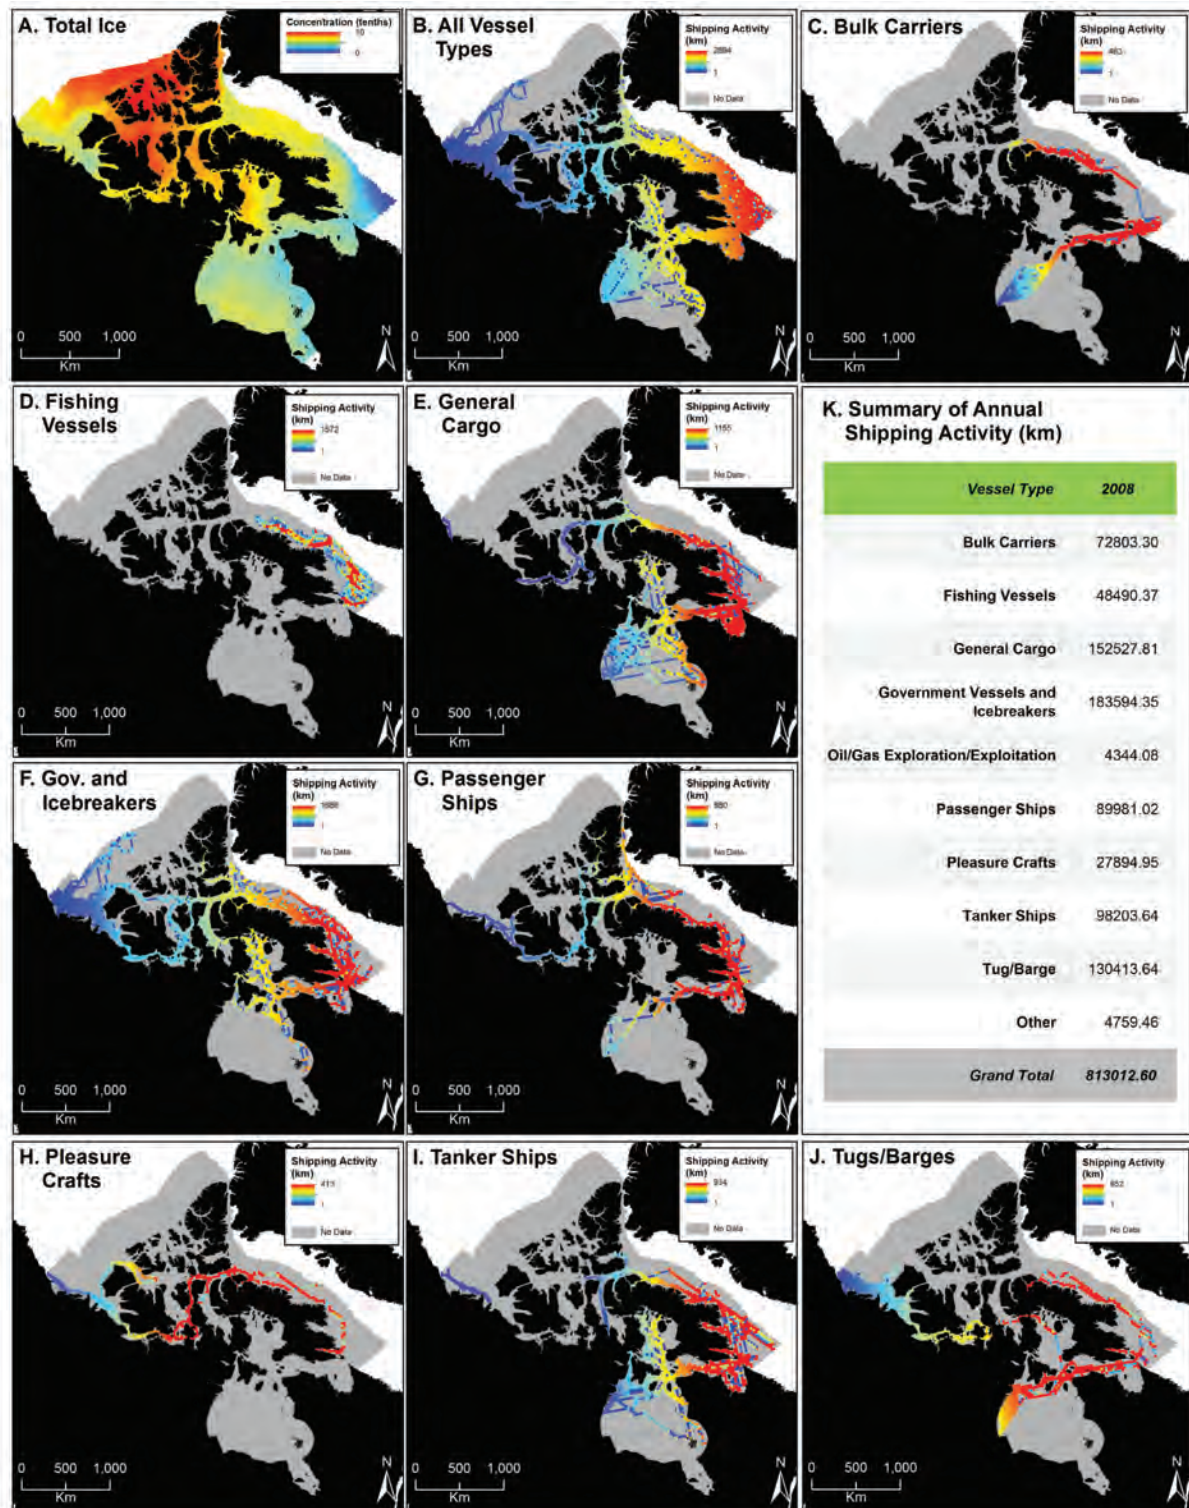 A. Total Ice
Concentration (tenths)
10
0
0 500 1,000
Km
N
B. All Vessel
Types
Shipping Activity
(km)
2894
1
No Data
0 500 1,000
Km
N
C. Bulk Carriers
Shipping Activity
(km)
1
No Data
0 500 1,000
Km
N
D. Fishing
Vessels
Shipping Activity
(km)
1572
1
No Data
0 500 1,000
Km
N
E. General
Cargo
Shipping Activity
(km)
1155
1
No Data
0 500 1,000
Km
N
K. Summary of Annual
Shipping Activity (km)
Vessel Type 2008
Bulk Carriers 72803.30
Fishing Vessels 48490.37
General Cargo 152527.81
Government Vessels and
Icebreakers 183594.35
Oil/Gas Exploration/Exploitation 4344.08
Passenger Ships 89981.02
Pleasure Crafts 27894.95
Tanker Ships 98203.64
Tug/Barge 130413.64
Other 4759.46
Grand Total 813012.60
F. Gov. and
Icebreakers
Shipping Activity
(km)
1
No Data
0 500 1,000
Km
N
G. Passenger
Ships
Shipping Activity
(km)
1
No Data
0 500 1,000
Km
N
H. Pleasure
Crafts
Shipping Activity
(km)
1
No Data
0 500 1,000
Km
N
I. Tanker Ships
Shipping Activity
(km)
934
1
No Data
0 500 1,000
Km
N
J. Tugs/Barges
Shipping Activity
(km)
1
No Data
0 500 1,000
Km
N